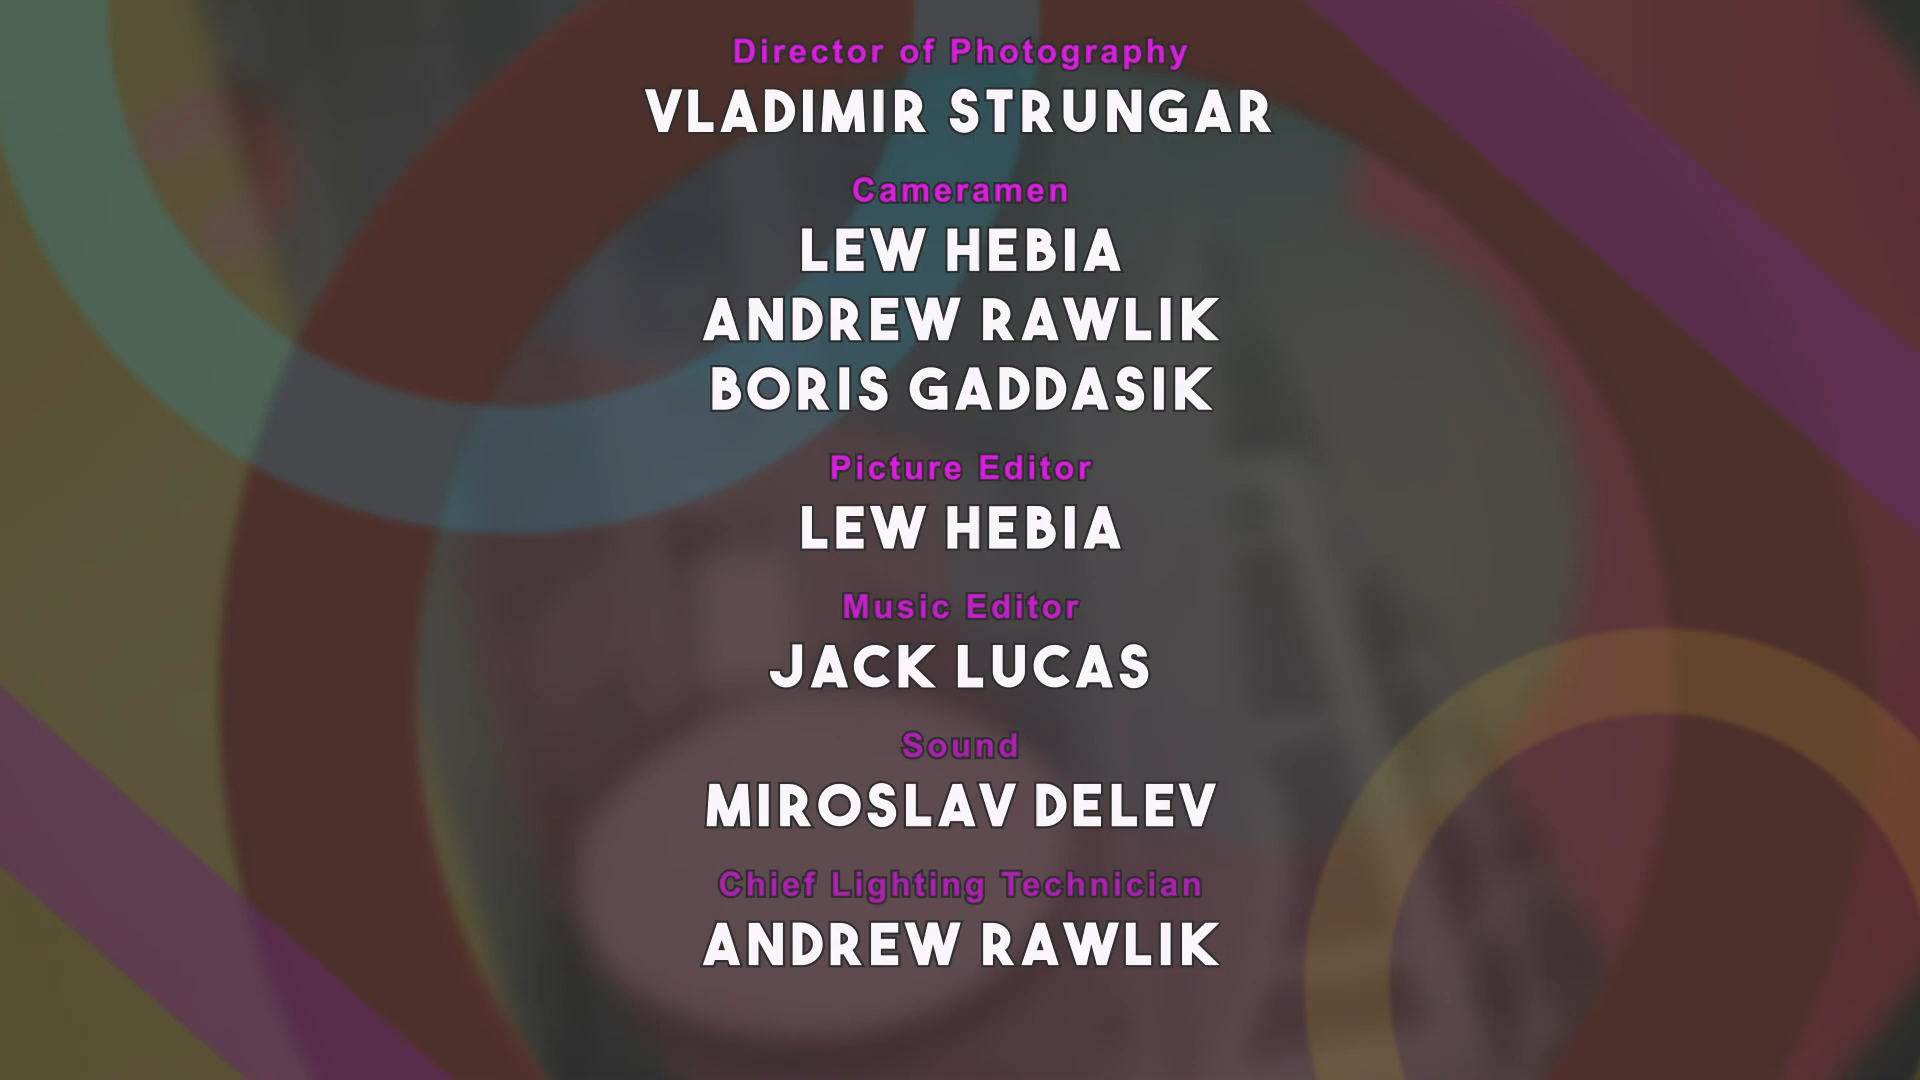 Director of Photography
VLADIMIR STRUNGAR
Cameramen
LEW HEBIA
ANDREW RAWLIK
BORIS GADDASIK
Picture Editor
LEW HEBIA
Music Editor
JACK LUCAS
Sound
MIROSLAV DELEV
Chief Lighting Technician
ANDREW RAWLIK